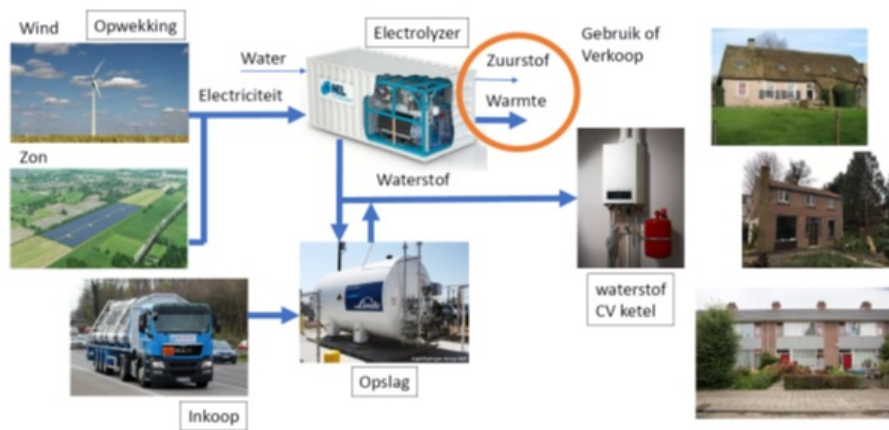 Wind
Opwekking
Electrolyzer
Gebruik of
Verkoop
Water
Zuurstof
Electriciteit
Warmte
Zon
Waterstof
waterstof
CV ketel
Opslag
Inkoop